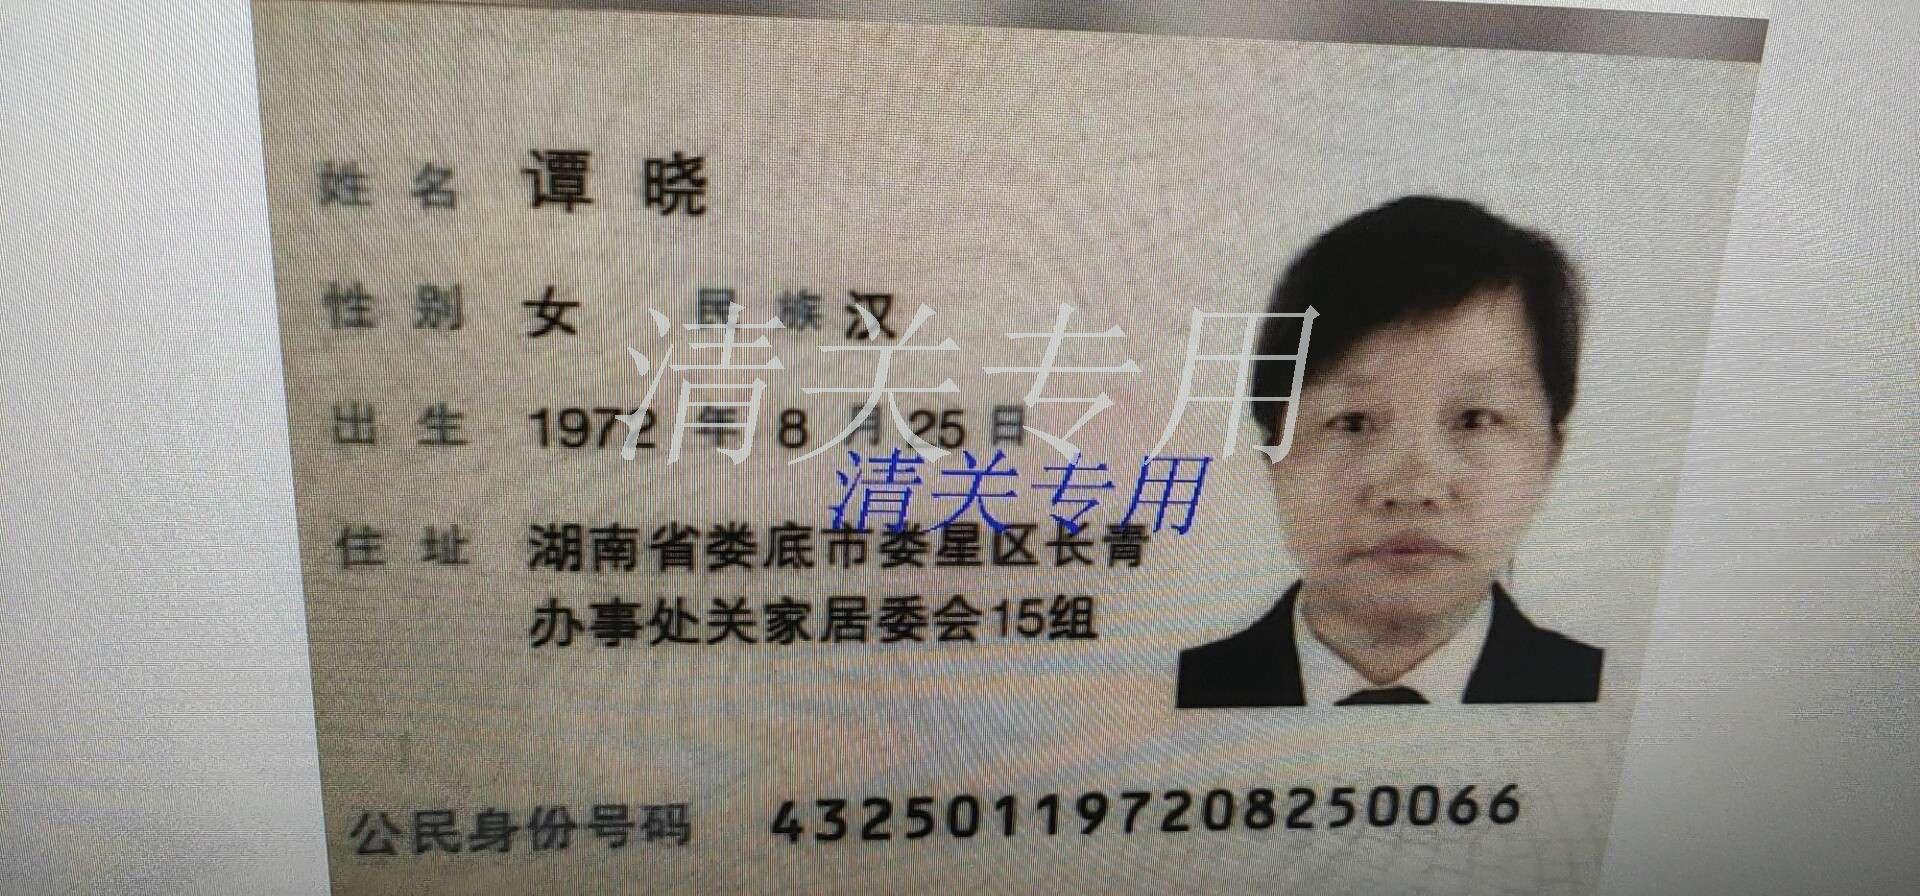 姓名 谭晓
性别 女 民族 汉
清关专用
出生 1972 年 8 月 25 日
清关专用
住址 湖南省娄底市娄星区长青
办事处关家居委会15组
公民身份号码 432501197208250066